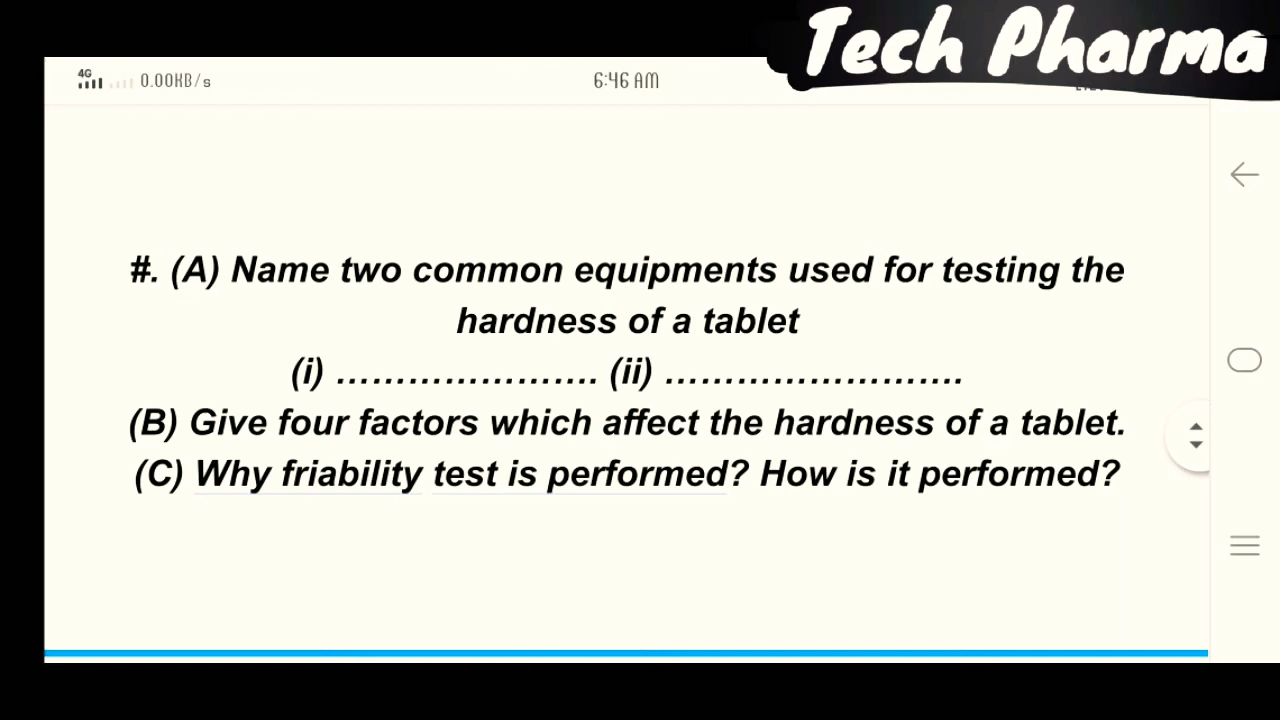 Tech Pharma
4G 0.00KB/s 6:46 AM
#. (A) Name two common equipments used for testing the
hardness of a tablet
(i) ………………….. (ii) …………………….
(B) Give four factors which affect the hardness of a tablet.
(C) Why friability test is performed? How is it performed?